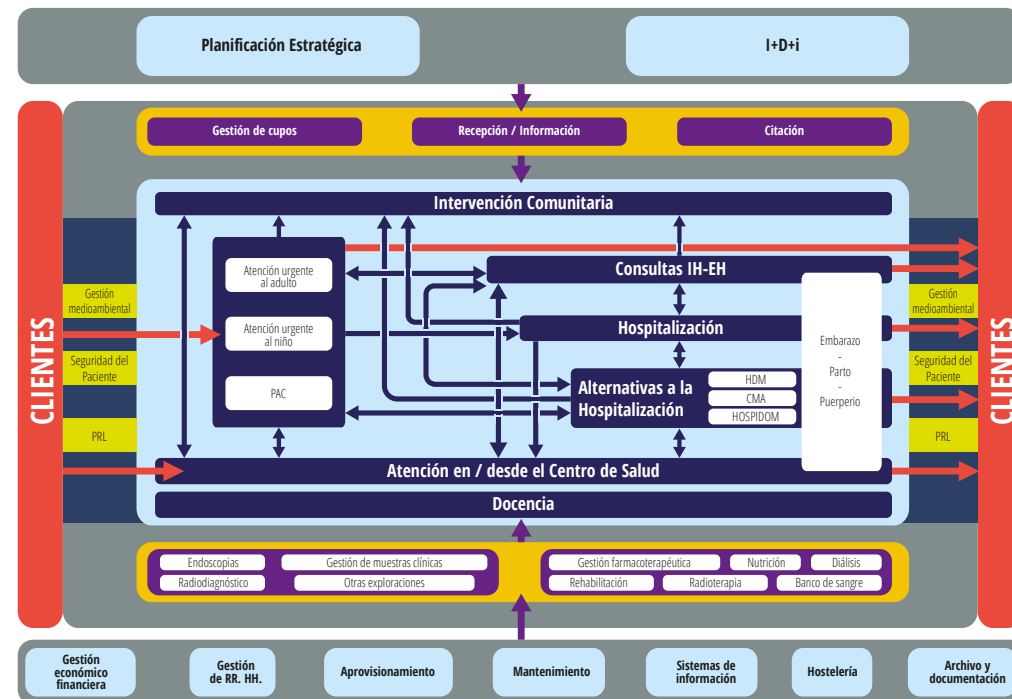 Planificación Estratégica
I+D+i
Gestión de cupos
Recepción / Información
Citación
CLIENTES
Gestión
medioambiental
Seguridad del
Paciente
PRL
Intervención Comunitaria
Atención urgente
al adulto
Atención urgente
al niño
PAC
Consultas IH-EH
Hospitalización
Alternativas a la
Hospitalización
HDM
CMA
HOSPIDOM
Embarazo
-
Parto
-
Puerperio
Atención en / desde el Centro de Salud
Docencia
Gestión
medioambiental
Seguridad del
Paciente
PRL
CLIENTES
Endoscopias
Gestión de muestras clínicas
Radiodiagnóstico
Otras exploraciones
Gestión farmacoterapéutica
Nutrición
Diálisis
Rehabilitación
Radioterapia
Banco de sangre
Gestión
económico
financiera
Gestión
de RR. HH.
Aprovisionamiento
Mantenimiento
Sistemas de
información
Hostelería
Archivo y
documentación